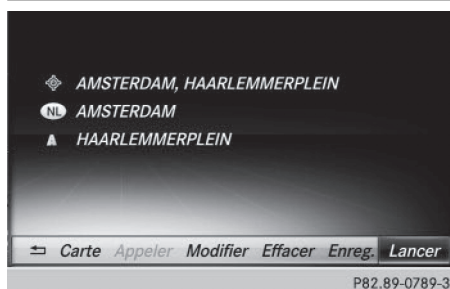 AMSTERDAM, HAARLEMMERPLEIN
NL AMSTERDAM
HAARLEMMERPLEIN
Carte Appeler Modifier Effacer Enreg. Lancer
P82.89-0789-31